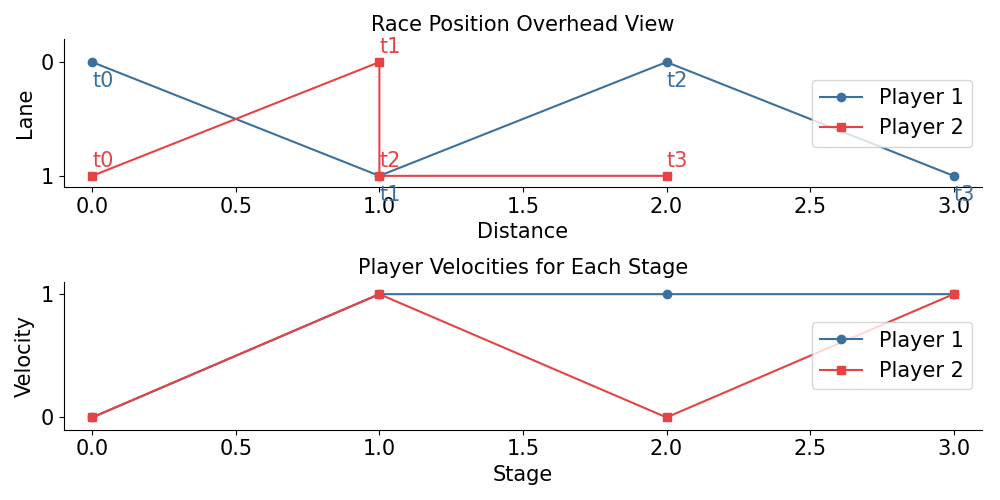 Race Position Overhead View
t1
0
t0
t2
Player 1
Lane
Player 2
t0
t2
t3
1
t1
t3
0.0
0.5
1.0
1.5
2.0
2.5
3.0
Distance
Player Velocities for Each Stage
1
Player 1
Velocity
Player 2
0
0.0
0.5
1.0
1.5
2.0
2.5
3.0
Stage